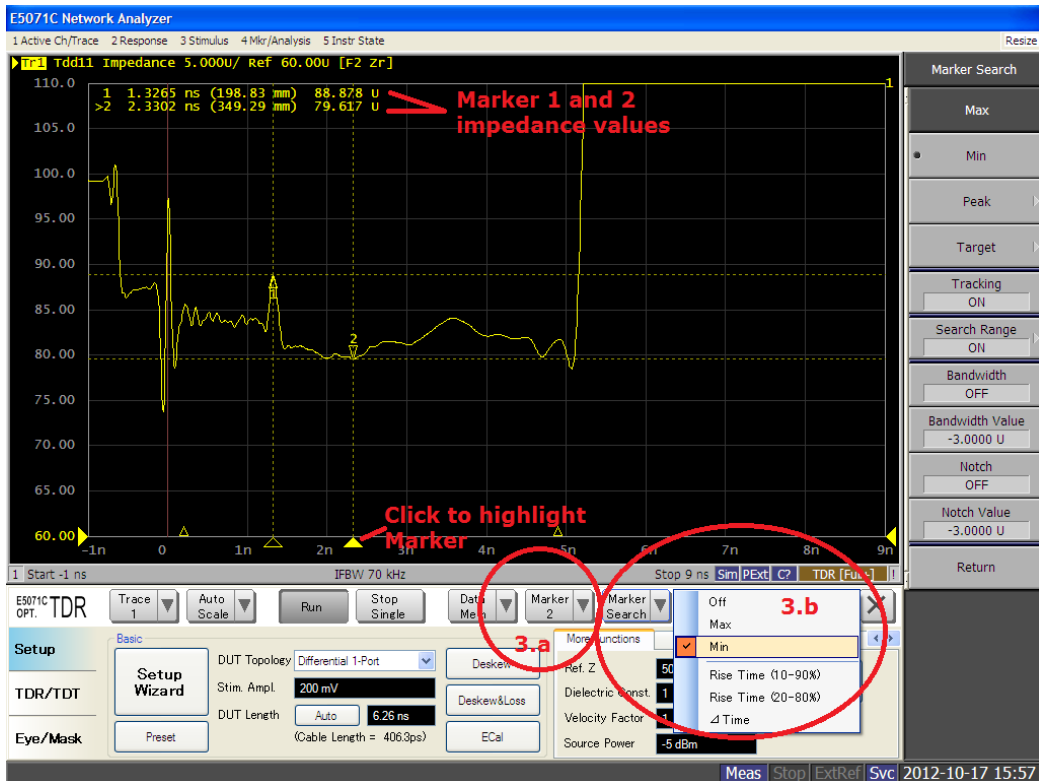 E5071C Network Analyzer
1 Active Ch/Trace 2 Response 3 Stimulus 4 Mkr/Analysis 5 Instr State
Resize
Tr1 Tdd11 Impedance 5.000U/ Ref 60.00U [F2 Zr]
110.0
1 1.3265 ns (198.83 mm) 88.878 U
>2 2.3302 ns (349.29 mm) 79.617 U
Marker 1 and 2
impedance values
1
105.0
100.0
95.00
90.00
85.00
80.00
75.00
70.00
65.00
60.00
1
2
Click to highlight
Marker
-1n 0 1n 2n 3n 4n 5n 6n 7n 8n 9n
1 Start -1 ns IFBW 70 kHz Stop 9 ns Sim PExt C? TDR [Full] !
Marker Search
Max
Min
Peak
Target
Tracking
ON
Search Range
ON
Bandwidth
OFF
Bandwidth Value
-3.0000 U
Notch
OFF
Notch Value
-3.0000 U
Return
E5071C
OPT. TDR
Trace
1
Auto
Scale
Run
Stop
Single
Data
Mem
Marker
2
Marker
Search
3.a
3.b
Off
Max
Min
Rise Time (10-90%)
Rise Time (20-80%)
⊿Time
Setup
TDR/TDT
Eye/Mask
Basic
Setup
Wizard
Preset
DUT Topology Differential 1-Port
Stim. Ampl. 200 mV
DUT Length Auto 6.26 ns
(Cable Length = 406.3ps)
Deskew
Deskew&Loss
ECal
More Functions
Ref. Z 50
Dielectric Const. 1
Velocity Factor 1
Source Power -5 dBm
Meas Stop ExtRef Svc 2012-10-17 15:57